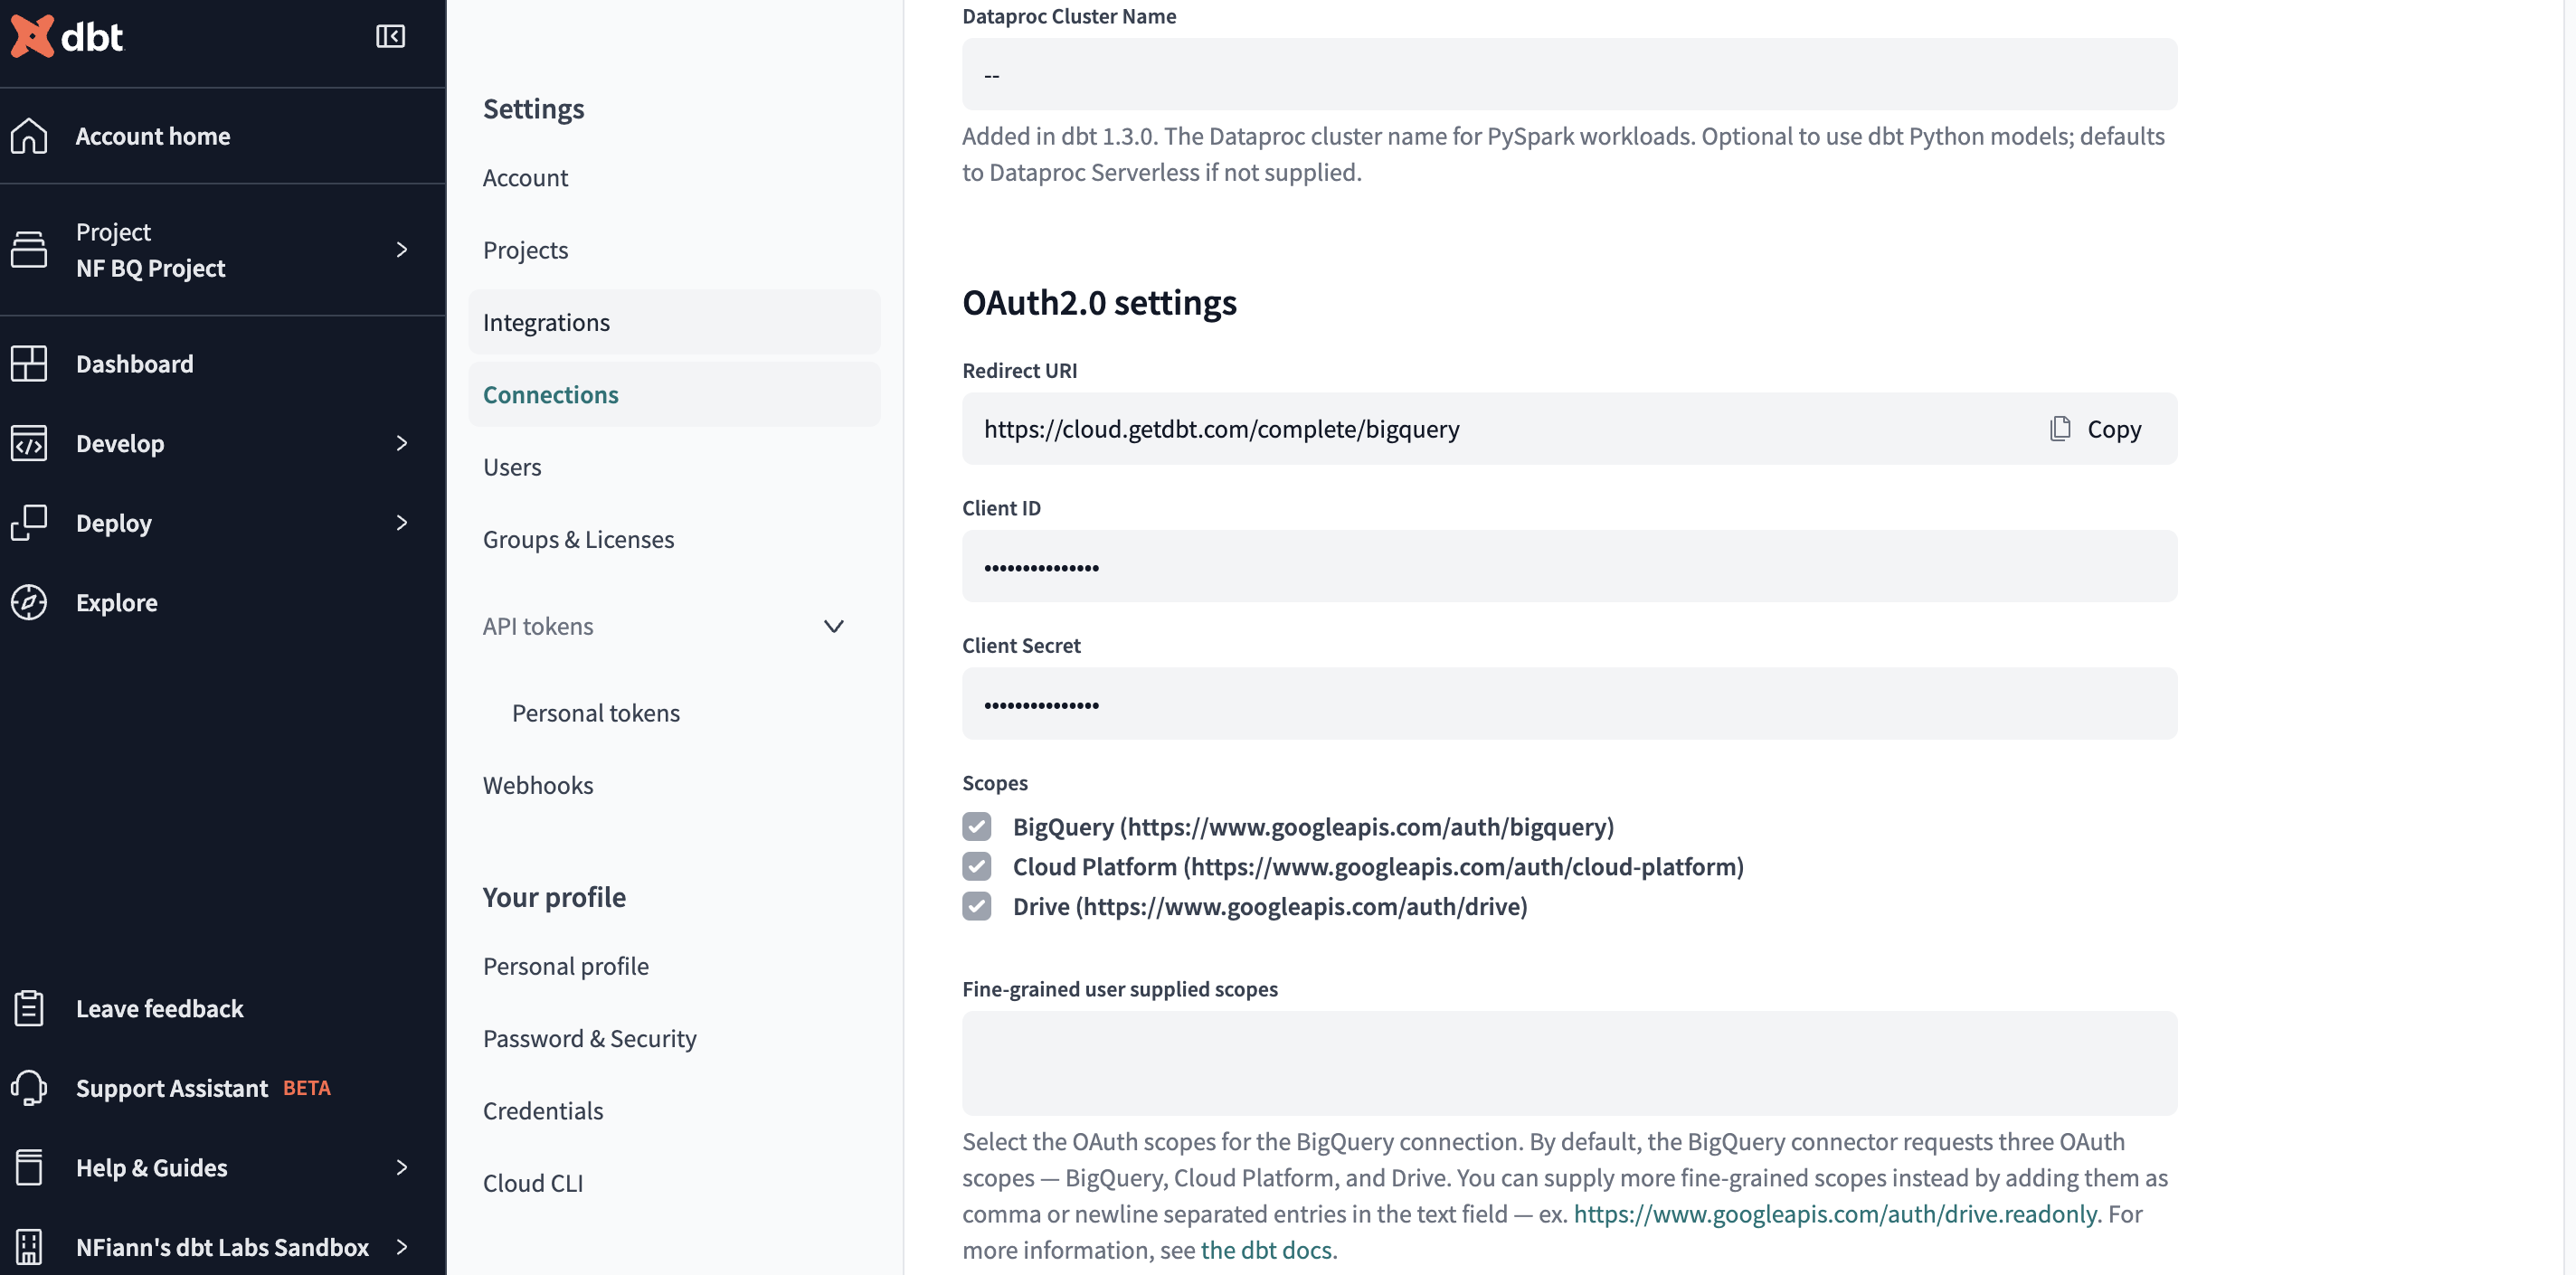 dbt
Account home
Project
NF BQ Project
Dashboard
Develop
Deploy
Explore
Leave feedback
Support Assistant BETA
Help & Guides
NFiann's dbt Labs Sandbox
Settings
Account
Projects
Integrations
Connections
Users
Groups & Licenses
API tokens
Personal tokens
Webhooks
Your profile
Personal profile
Password & Security
Credentials
Cloud CLI
Dataproc Cluster Name
--
Added in dbt 1.3.0. The Dataproc cluster name for PySpark workloads. Optional to use dbt Python models; defaults
to Dataproc Serverless if not supplied.
OAuth2.0 settings
Redirect URI
https://cloud.getdbt.com/complete/bigquery Copy
Client ID
•••••••••••••••
Client Secret
•••••••••••••••
Scopes
BigQuery (https://www.googleapis.com/auth/bigquery)
Cloud Platform (https://www.googleapis.com/auth/cloud-platform)
Drive (https://www.googleapis.com/auth/drive)
Fine-grained user supplied scopes
Select the OAuth scopes for the BigQuery connection. By default, the BigQuery connector requests three OAuth
scopes — BigQuery, Cloud Platform, and Drive. You can supply more fine-grained scopes instead by adding them as
comma or newline separated entries in the text field — ex. https://www.googleapis.com/auth/drive.readonly. For
more information, see the dbt docs.